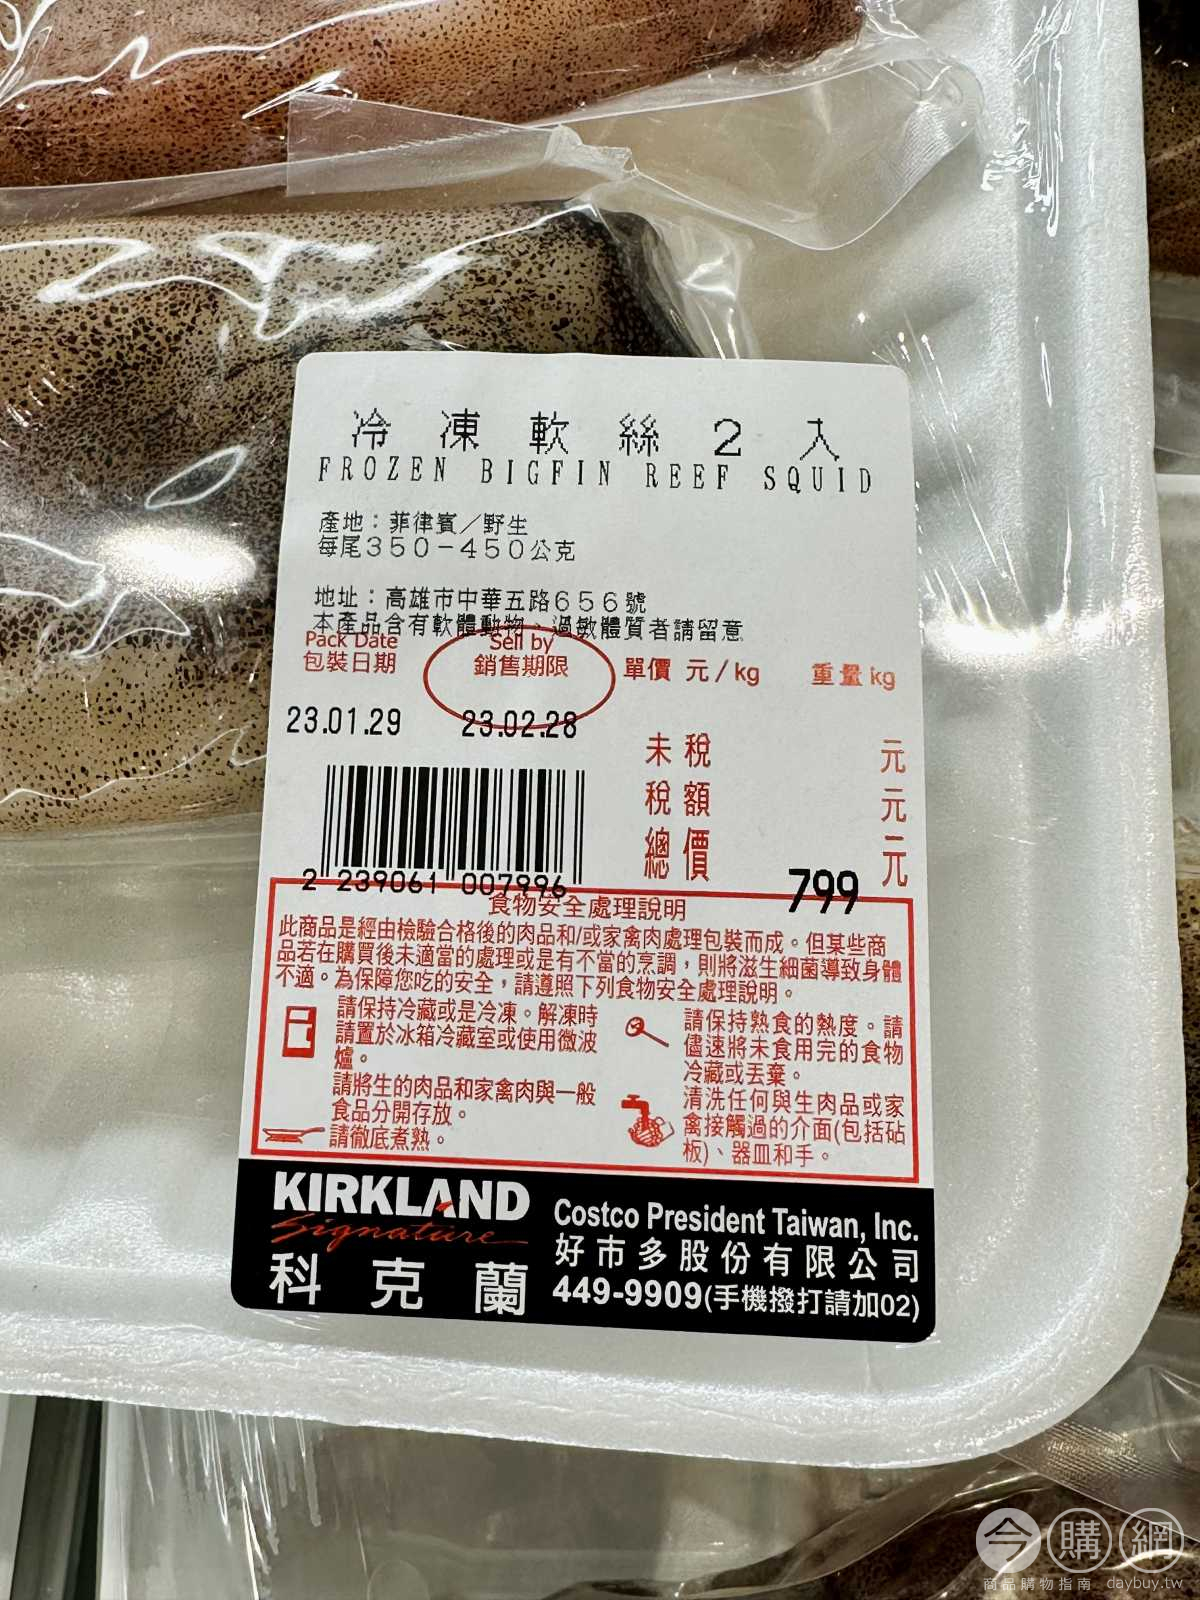 冷凍軟絲2入
FROZEN BIGFIN REEF SQUID
產地：菲律賓／野生
每尾350-450公克
地址：高雄市中華五路656號
本產品含有軟體動物、過敏體質者請留意
Pack Date
包裝日期
Sell by
銷售期限
單價 元/kg
重量kg
23.01.29
23.02.28
未稅 元
稅額 元
總價 799 元
2 239061 007996
食物安全處理說明
此商品是經由檢驗合格後的肉品和/或家禽肉處理包裝而成。但某些商
品若在購買後未適當的處理或是有不當的烹調，則將滋生細菌導致身體
不適。為保障您吃的安全，請遵照下列食物安全處理說明。
請保持冷藏或是冷凍。解凍時
請置於冰箱冷藏室或使用微波
爐。
請將生的肉品和家禽肉與一般
食品分開存放。
請徹底煮熟。
請保持熟食的熱度。請
儘速將未食用完的食物
冷藏或丟棄。
清洗任何與生肉品或家
禽接觸過的介面(包括砧
板)、器皿和手。
KIRKLAND
Signature
科克蘭
Costco President Taiwan, Inc.
好市多股份有限公司
449-9909(手機撥打請加02)
今購網
商品購物指南 daybuy.tw